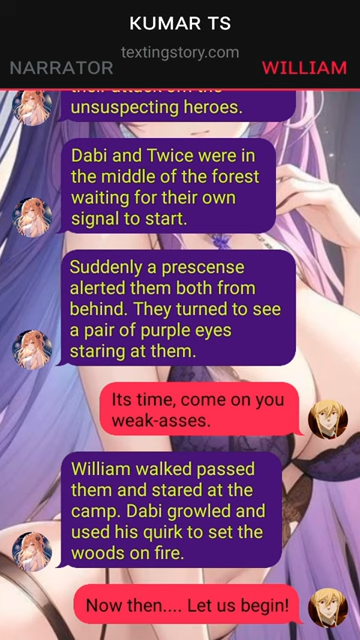 KUMAR TS
textingstory.com
NARRATOR
WILLIAM
unsuspecting heroes.
Dabi and Twice were in
the middle of the forest
waiting for their own
signal to start.
Suddenly a prescense
alerted them both from
behind. They turned to see
a pair of purple eyes
staring at them.
Its time, come on you
weak-asses.
William walked passed
them and stared at the
camp. Dabi growled and
used his quirk to set the
woods on fire.
Now then.... Let us begin!